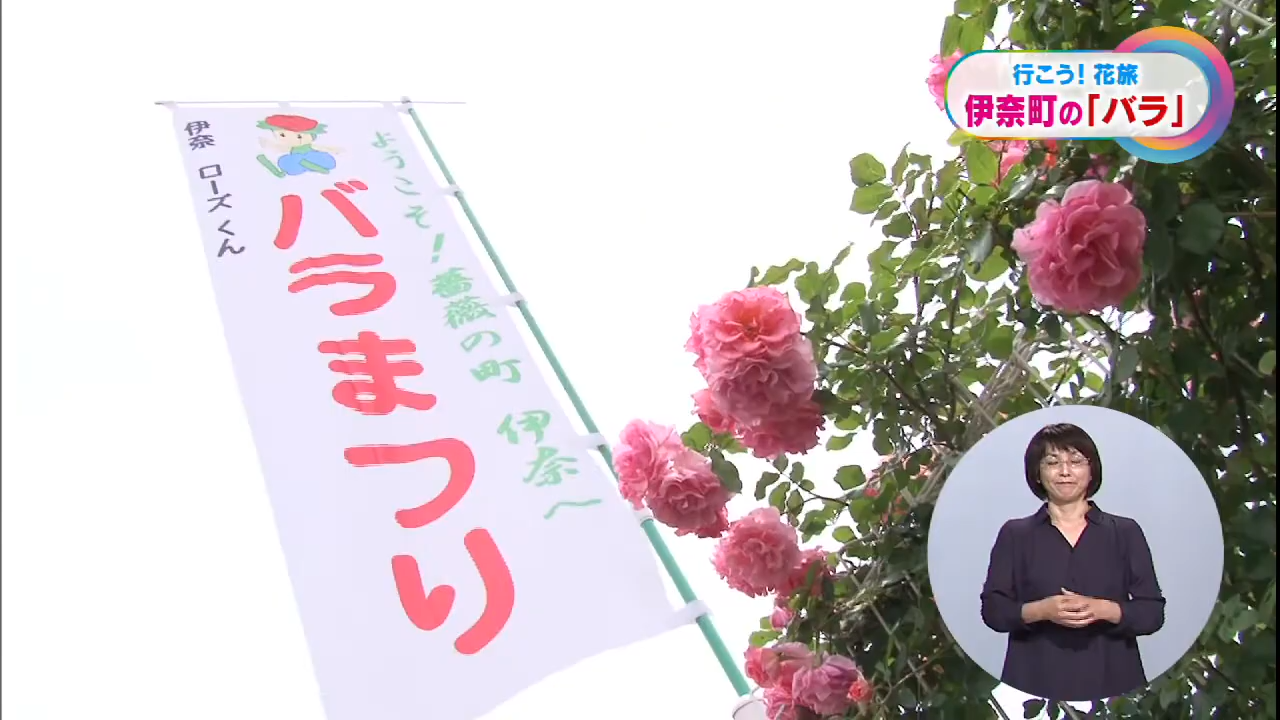 行こう！花旅
伊奈町の「バラ」
ようこそ！薔薇の町 伊奈へ
バラまつり
伊奈 ローズくん